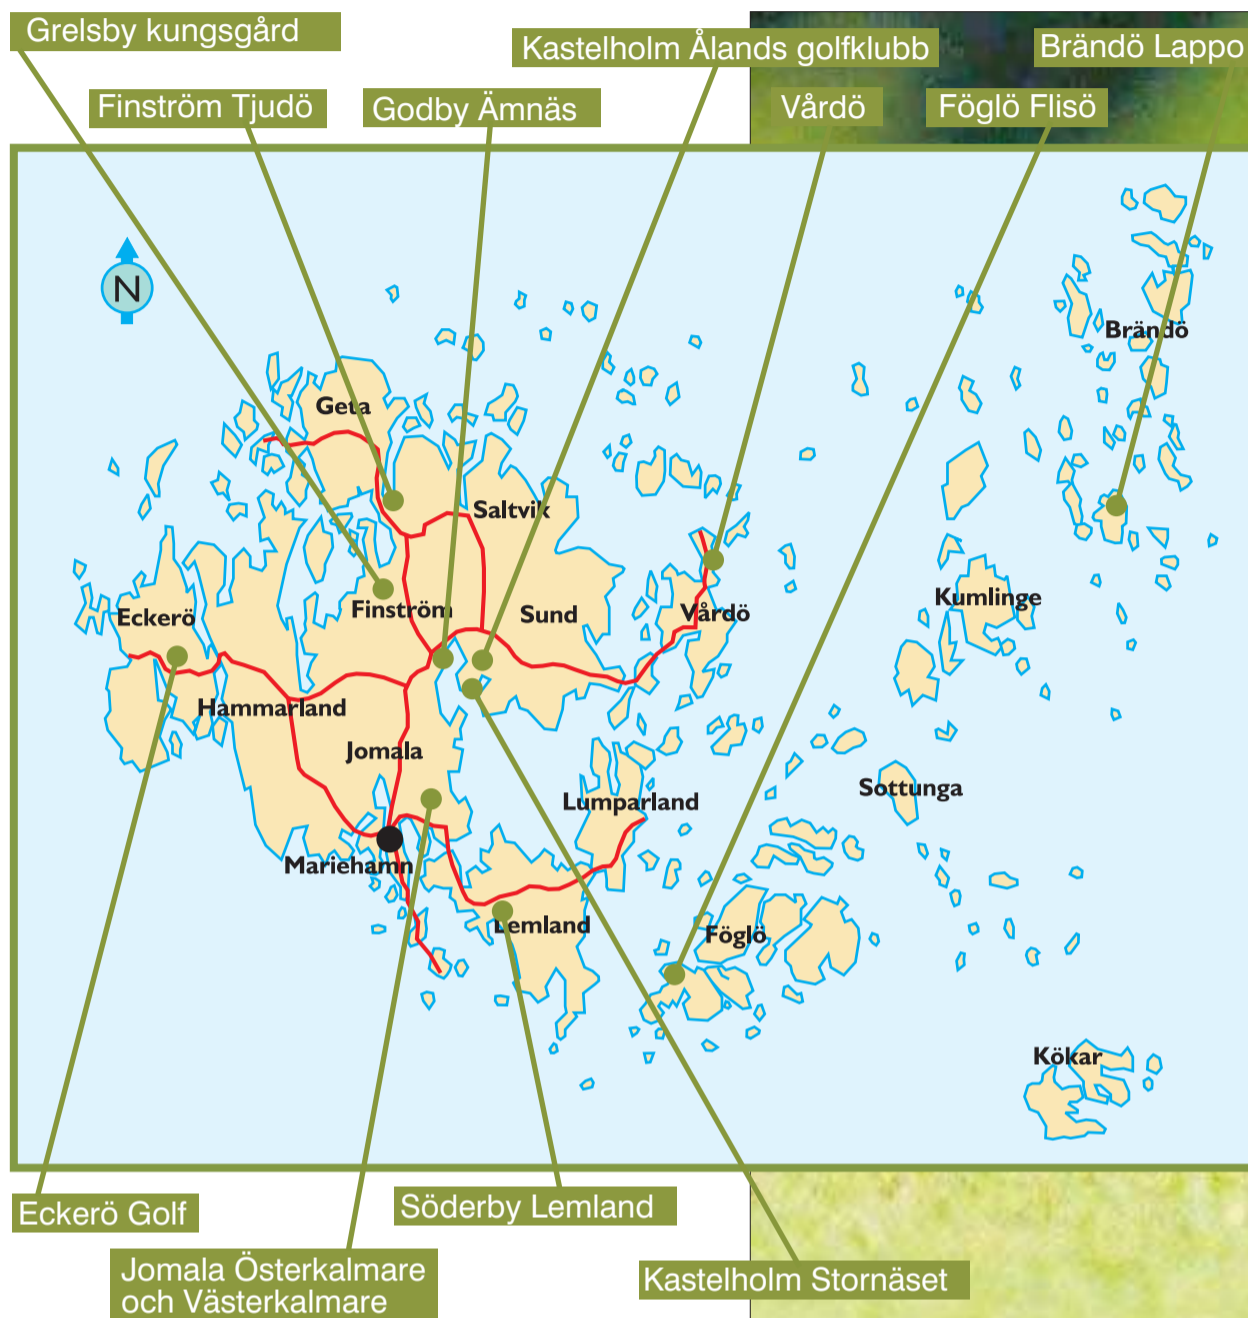 Grelsby kungsgård
Kastelholm Ålands golfklubb
Brändö Lappo
Finström Tjudö
Godby Ämnäs
Vårdö
Föglö Flisö
N
Brändö
Geta
Saltvik
Eckerö
Finström
Sund
Vårdö
Kumlinge
Hammarland
Jomala
Sottunga
Lumparland
Mariehamn
Lemland
Föglö
Kökar
Eckerö Golf
Söderby Lemland
Jomala Österkalmare
och Västerkalmare
Kastelholm Stornäset